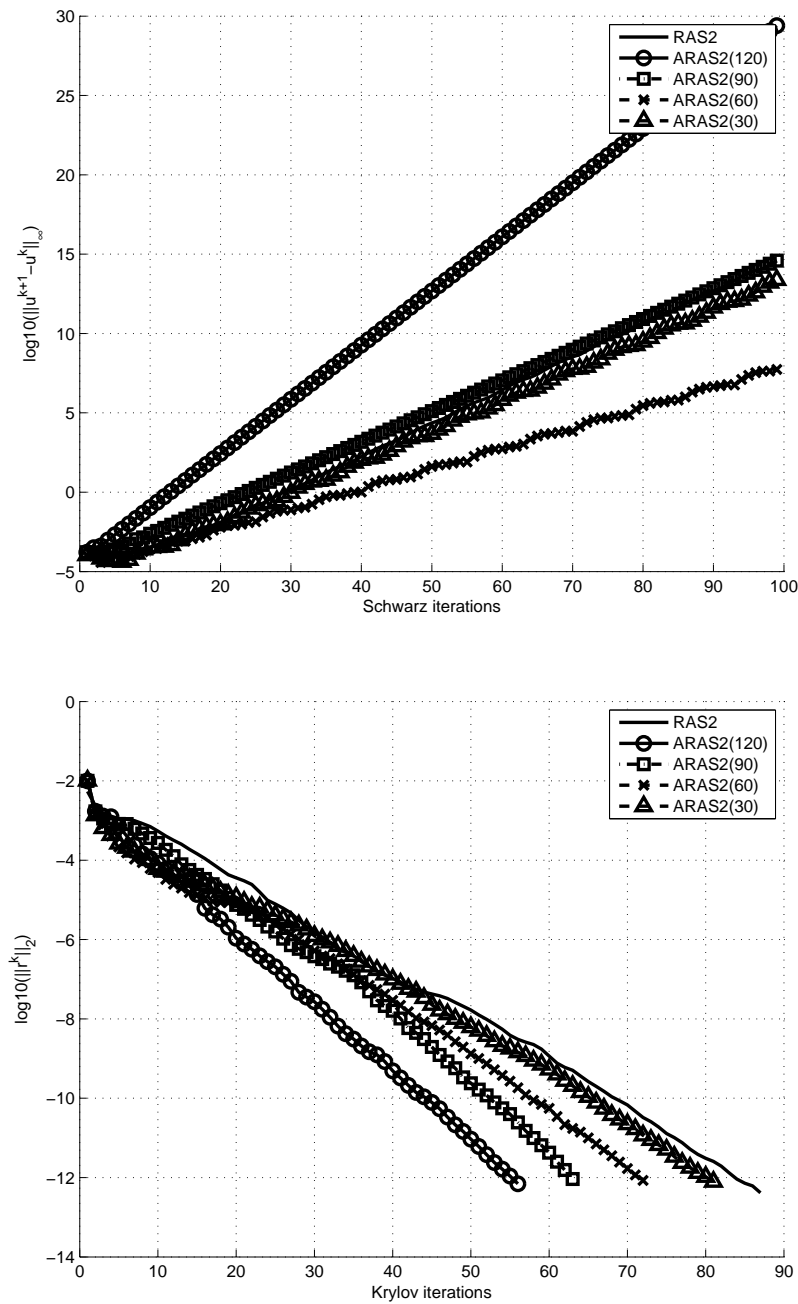 30
25
20
15
10
5
0
−5
0
10
20
30
40
50
60
70
80
90
100
Schwarz iterations
log10(||u^{k+1}−u^k||_∞)
RAS2
ARAS2(120)
ARAS2(90)
ARAS2(60)
ARAS2(30)
0
−2
−4
−6
−8
−10
−12
−14
0
10
20
30
40
50
60
70
80
90
Krylov iterations
log10(||r^k||_2)
RAS2
ARAS2(120)
ARAS2(90)
ARAS2(60)
ARAS2(30)